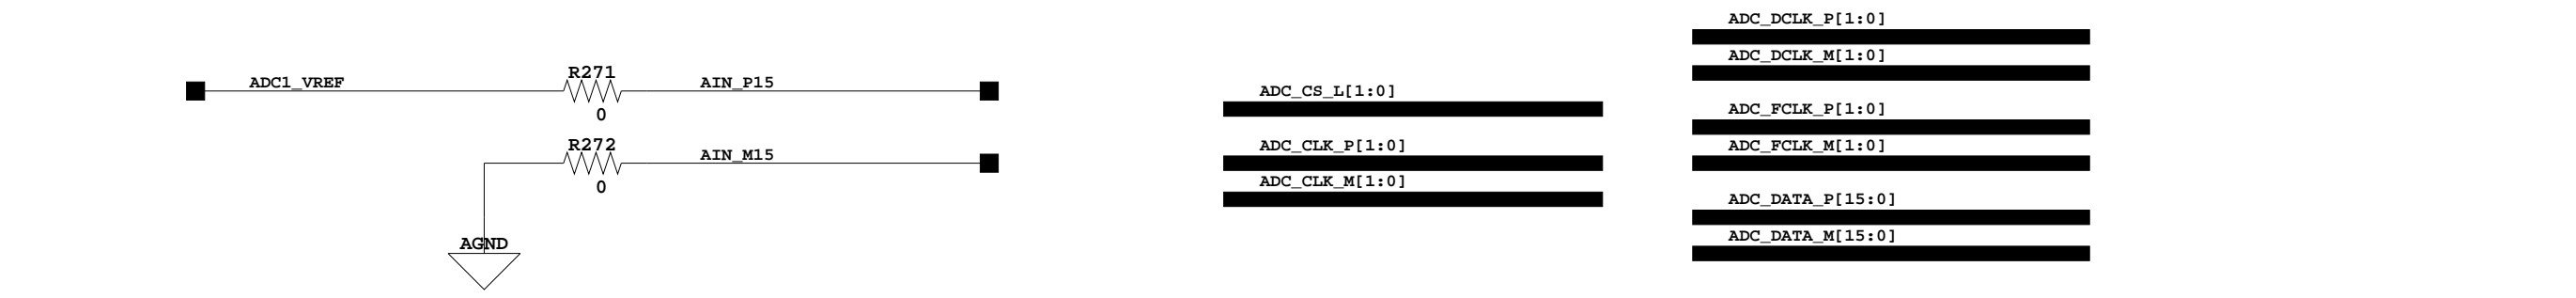 R271
ADC1_VREF
AIN_P15
0
R272
AIN_M15
0
AGND
ADC_CS_L[1:0]
ADC_CLK_P[1:0]
ADC_CLK_M[1:0]
ADC_DCLK_P[1:0]
ADC_DCLK_M[1:0]
ADC_FCLK_P[1:0]
ADC_FCLK_M[1:0]
ADC_DATA_P[15:0]
ADC_DATA_M[15:0]